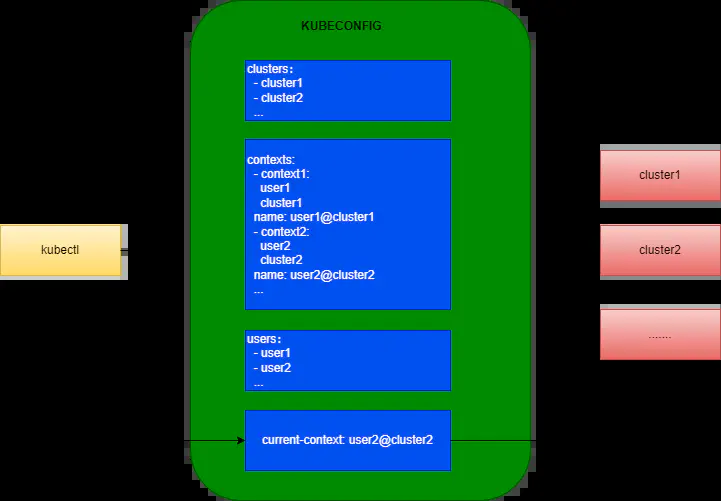 KUBECONFIG
clusters：
- cluster1
- cluster2
...
contexts:
- context1:
user1
cluster1
name: user1@cluster1
- context2:
user2
cluster2
name: user2@cluster2
...
users：
- user1
- user2
...
current-context: user2@cluster2
kubectl
cluster1
cluster2
.......